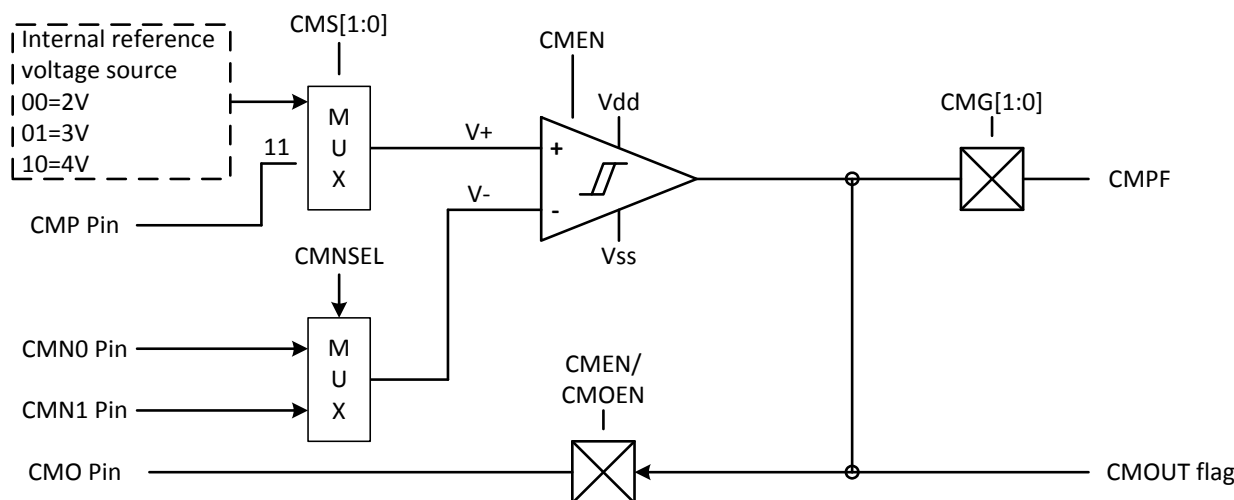 CMS[1:0]
Internal reference
voltage source
00=2V
01=3V
10=4V
CMEN
Vdd
CMG[1:0]
M
U
X
11
V+
+
CMPF
CMP Pin
V-
-
Vss
CMNSEL
CMN0 Pin
M
U
X
CMN1 Pin
CMEN/
CMOEN
CMO Pin
CMOUT flag